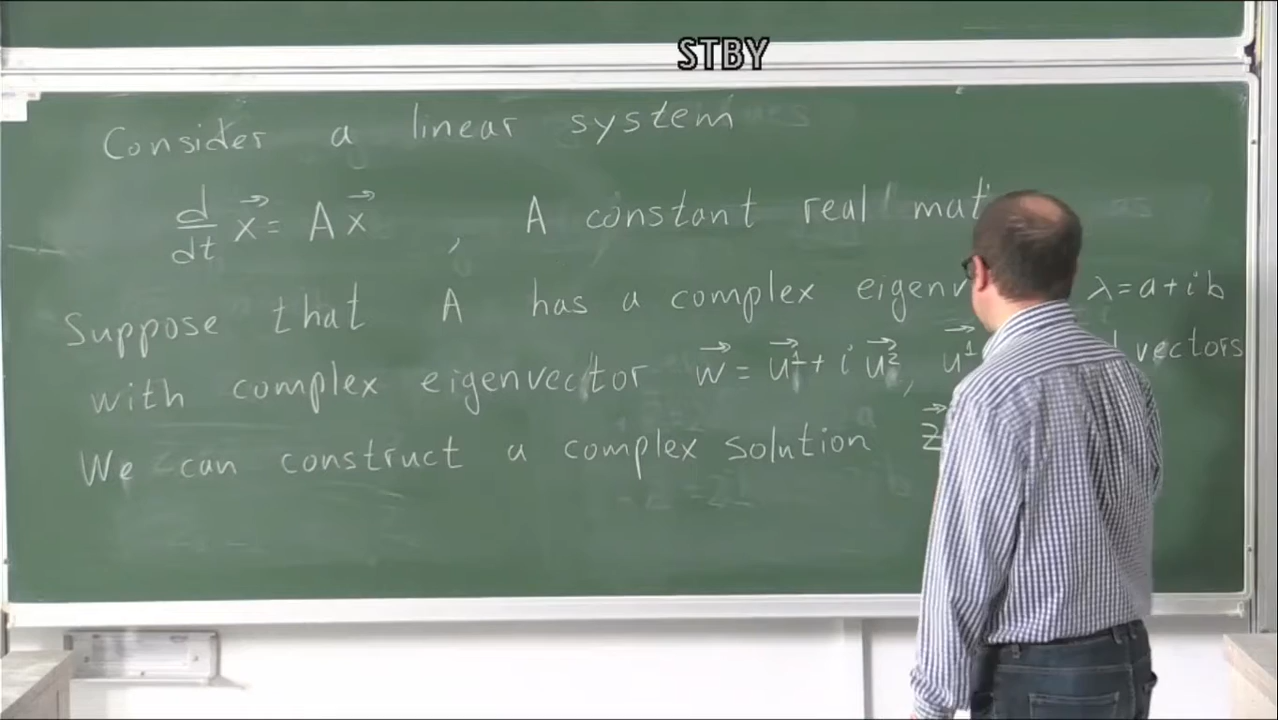 STBY
Consider a linear system
d/dt x⃗ = A x⃗ , A constant real mat
Suppose that A has a complex eigenv λ = a + i b
with complex eigenvector w⃗ = u⃗¹ + i u⃗², u⃗¹ vectors
We can construct a complex solution z⃗